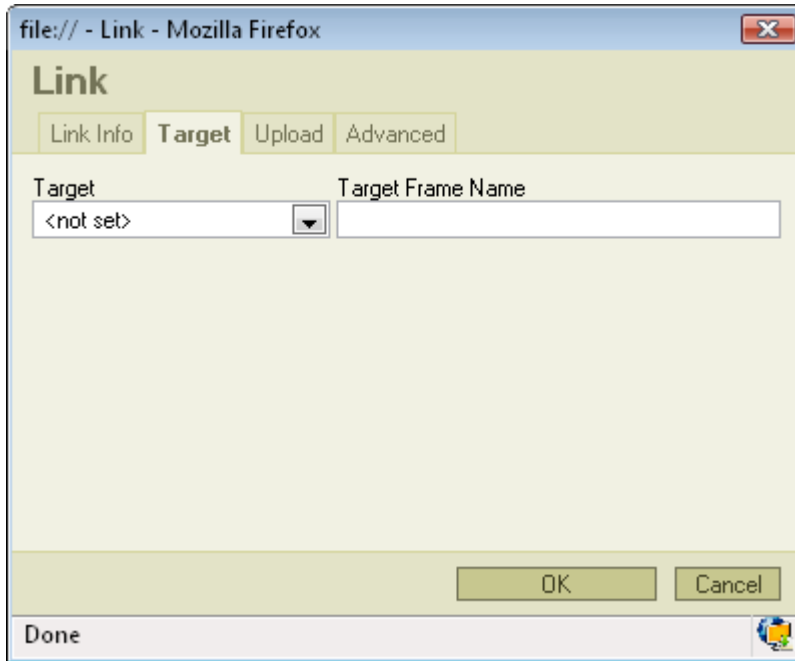 file:// - Link - Mozilla Firefox
Link
Link Info Target Upload Advanced
Target Target Frame Name
<not set>
OK Cancel
Done